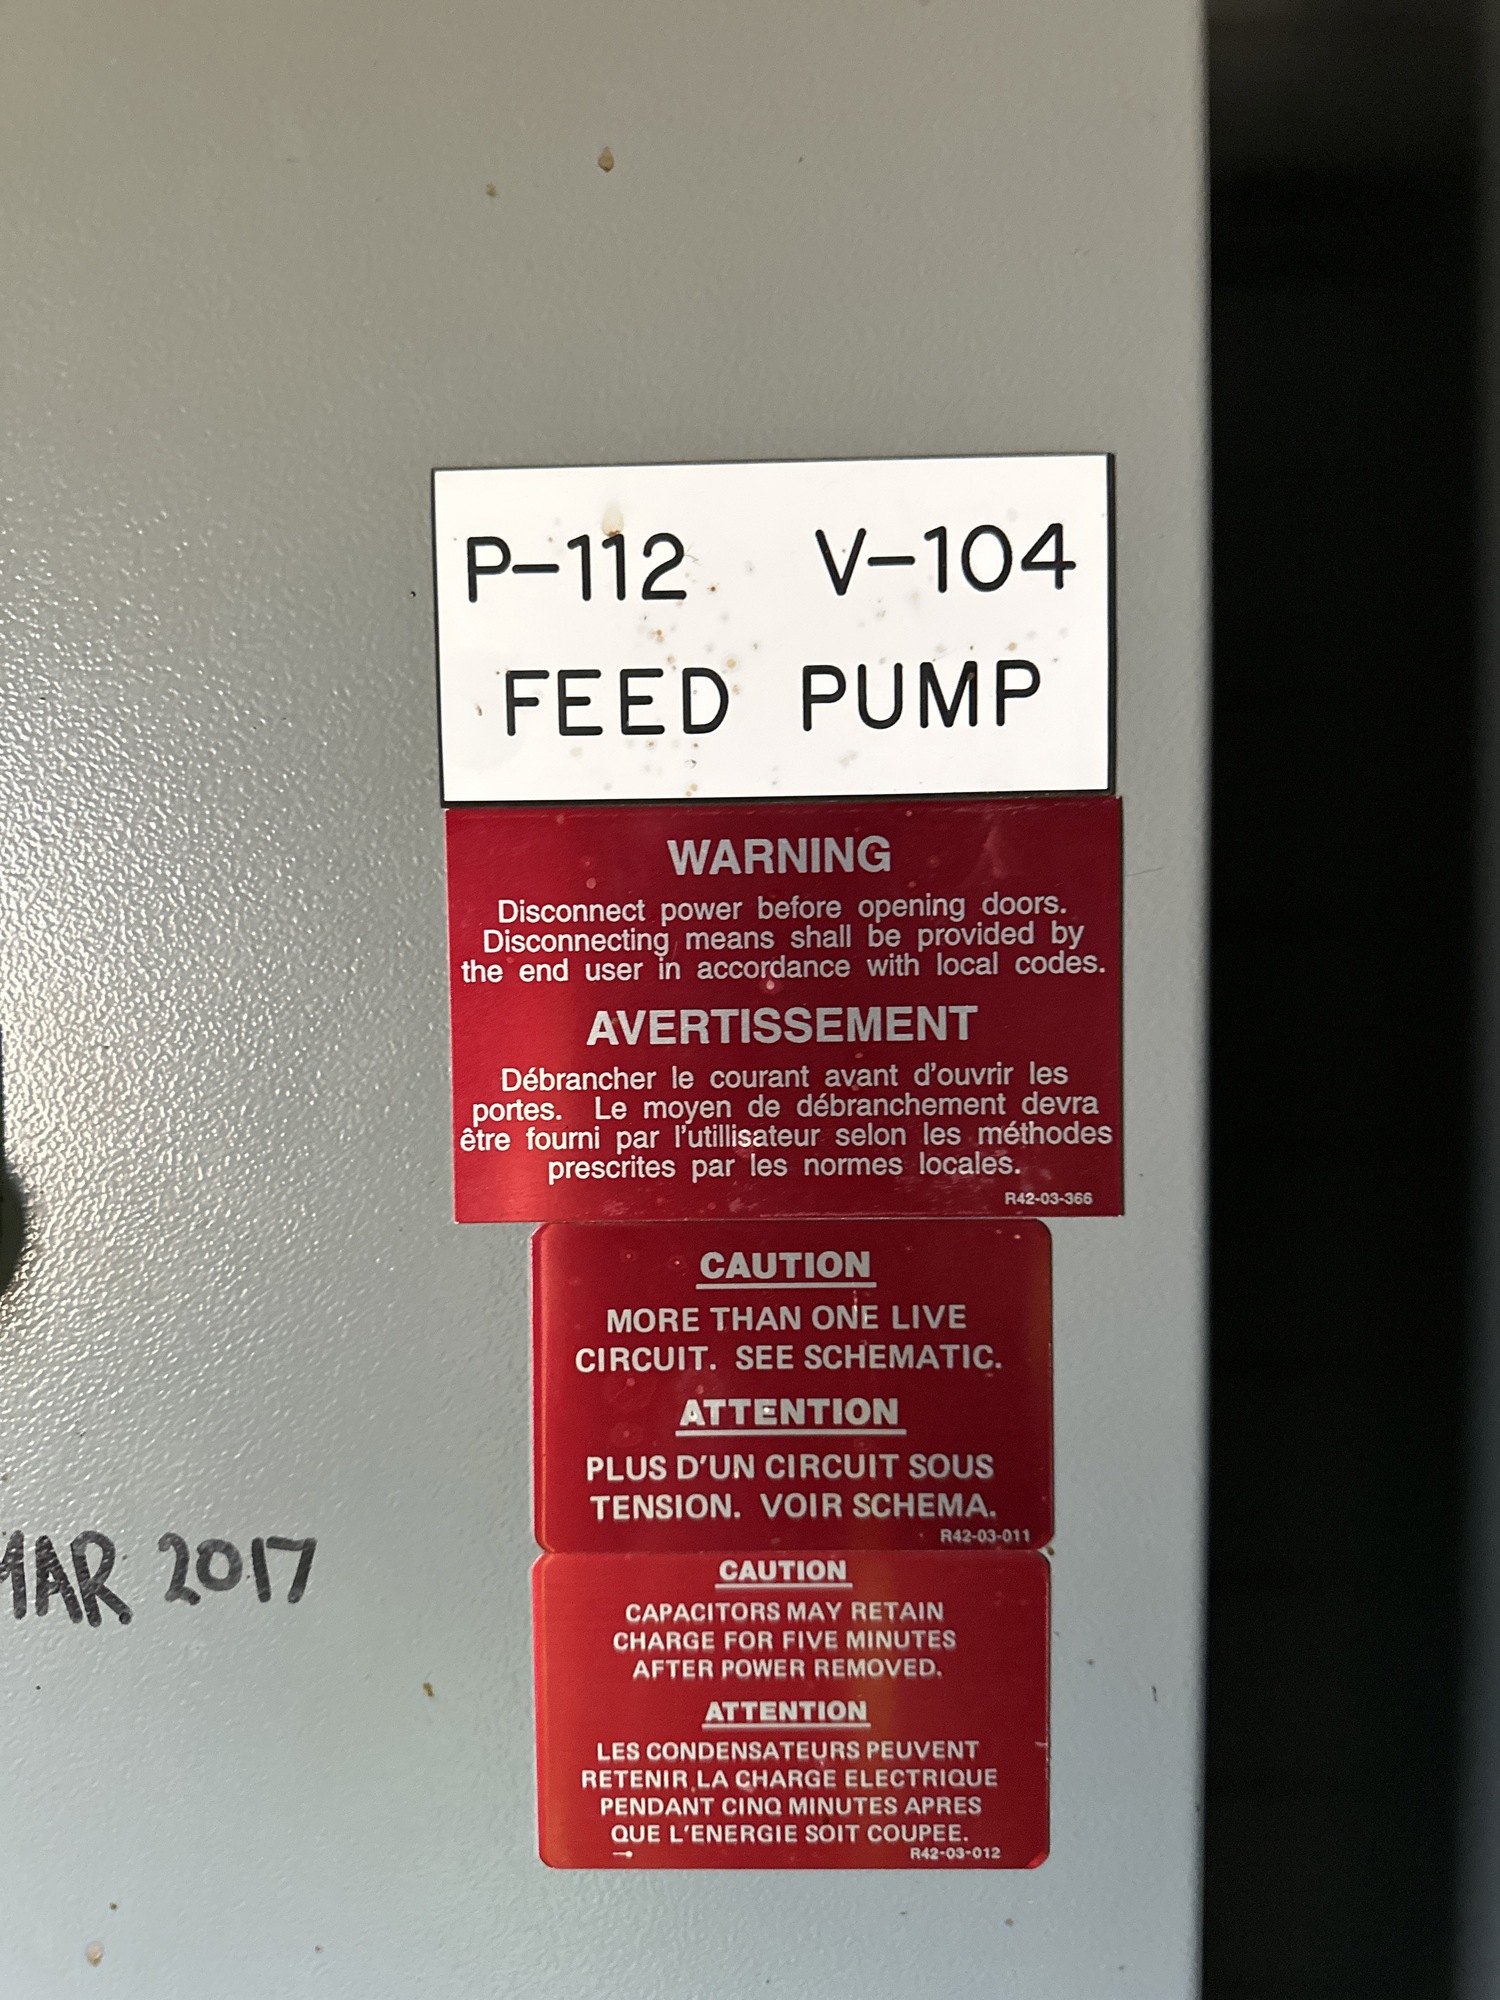 P-112 V-104
FEED PUMP
WARNING
Disconnect power before opening doors.
Disconnecting means shall be provided by
the end user in accordance with local codes.
AVERTISSEMENT
Débrancher le courant avant d'ouvrir les
portes. Le moyen de débranchement devra
être fourni par l'utillisateur selon les méthodes
prescrites par les normes locales.
R42-03-366
CAUTION
MORE THAN ONE LIVE
CIRCUIT. SEE SCHEMATIC.
ATTENTION
PLUS D'UN CIRCUIT SOUS
TENSION. VOIR SCHEMA.
R42-03-011
MAR 2017
CAUTION
CAPACITORS MAY RETAIN
CHARGE FOR FIVE MINUTES
AFTER POWER REMOVED.
ATTENTION
LES CONDENSATEURS PEUVENT
RETENIR LA CHARGE ELECTRIQUE
PENDANT CINQ MINUTES APRES
QUE L'ENERGIE SOIT COUPEE.
R42-03-012